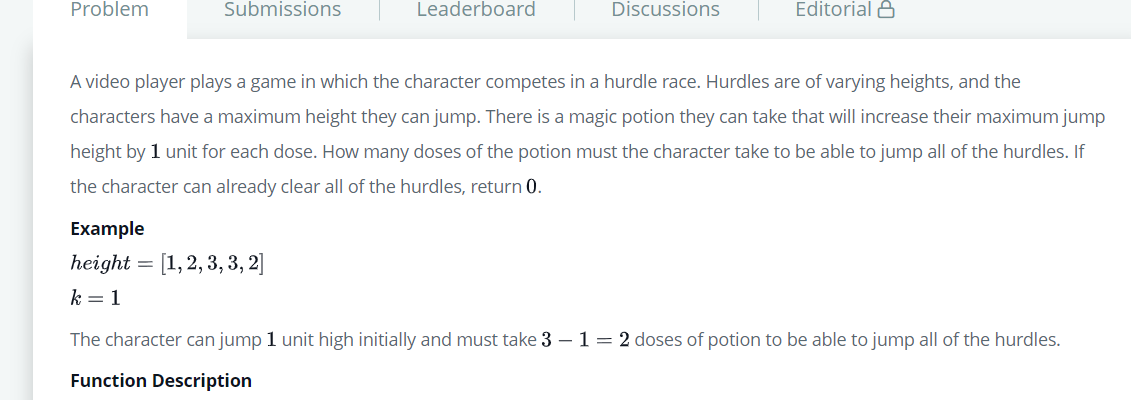 Problem Submissions Leaderboard Discussions Editorial
A video player plays a game in which the character competes in a hurdle race. Hurdles are of varying heights, and the
characters have a maximum height they can jump. There is a magic potion they can take that will increase their maximum jump
height by 1 unit for each dose. How many doses of the potion must the character take to be able to jump all of the hurdles. If
the character can already clear all of the hurdles, return 0.
Example
height = [1, 2, 3, 3, 2]
k = 1
The character can jump 1 unit high initially and must take 3 − 1 = 2 doses of potion to be able to jump all of the hurdles.
Function Description